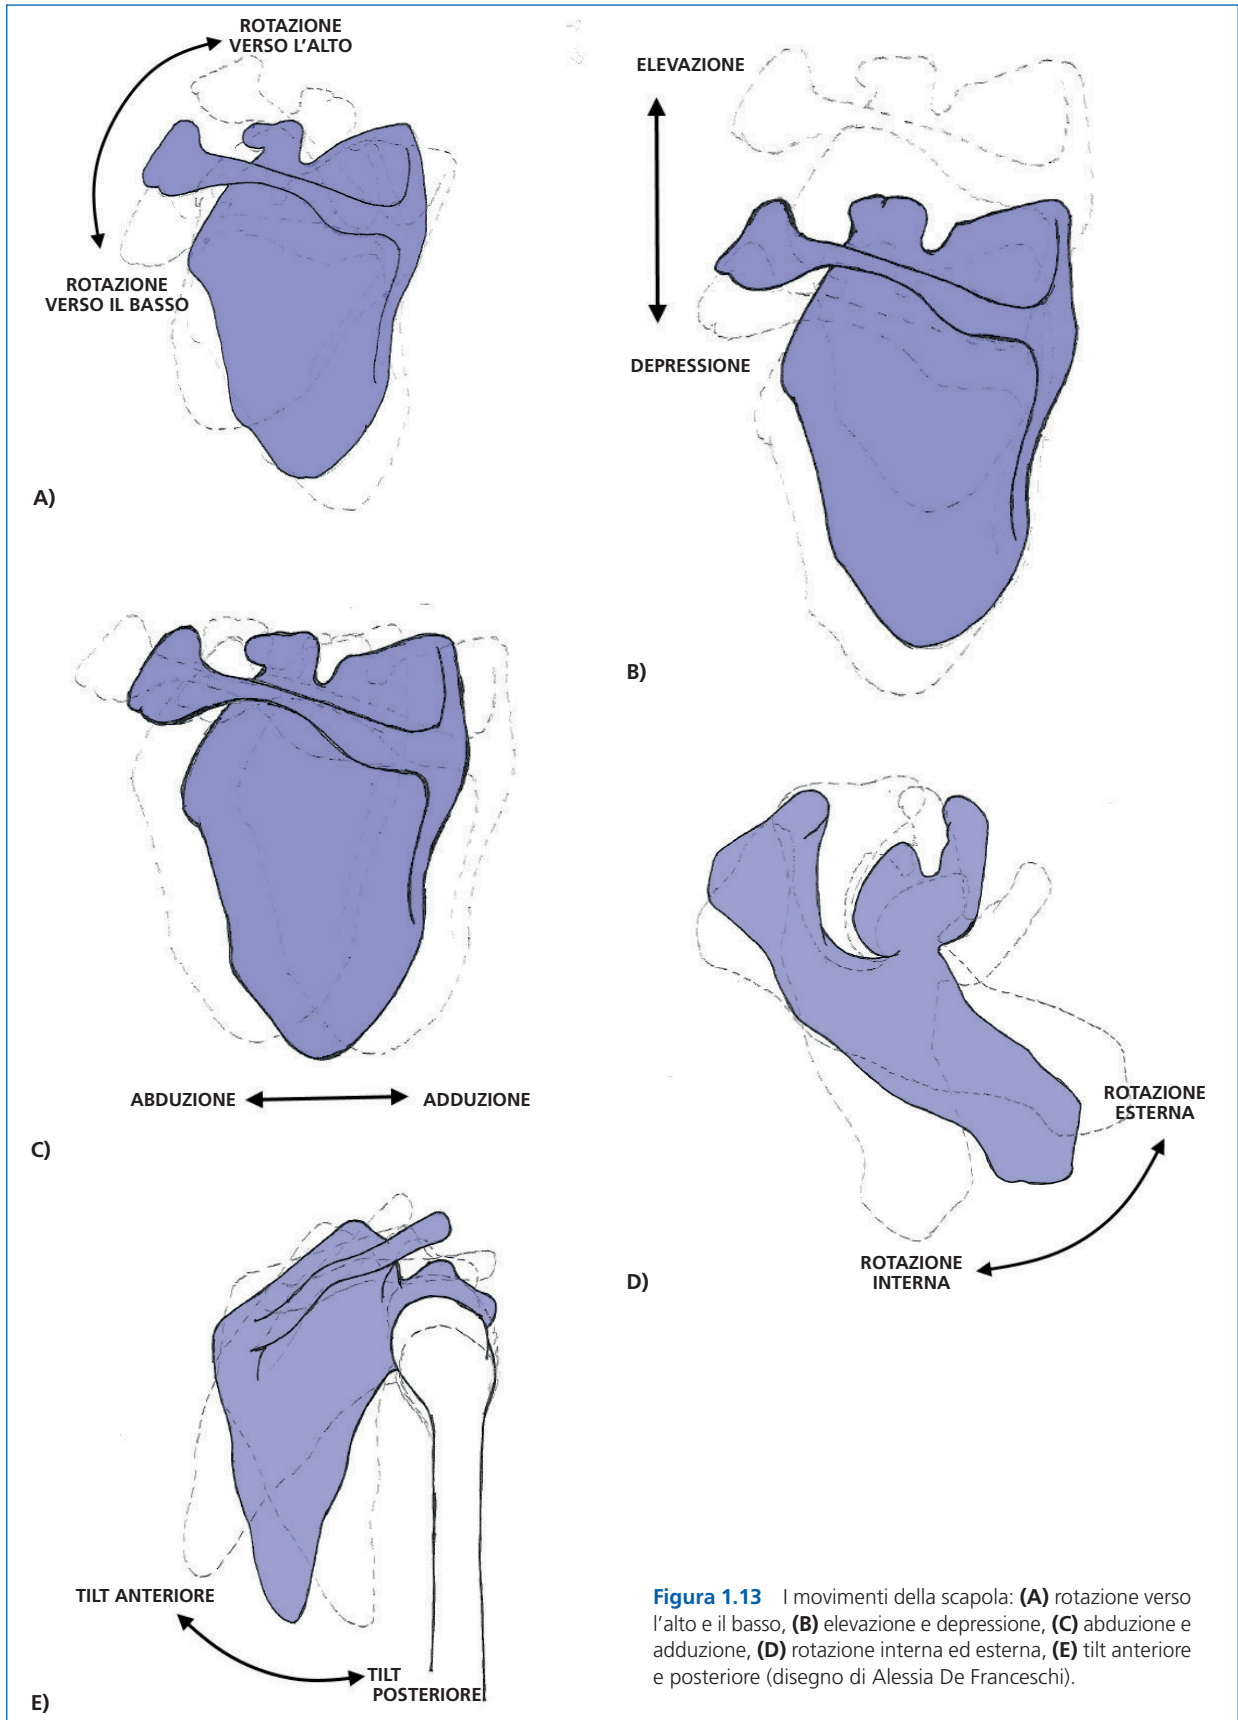 ROTAZIONE
VERSO L'ALTO
ROTAZIONE
VERSO IL BASSO
A)
ELEVAZIONE
DEPRESSIONE
B)
ABDUZIONE
ADDUZIONE
C)
ROTAZIONE
ESTERNA
ROTAZIONE
INTERNA
D)
TILT ANTERIORE
TILT
POSTERIORE
E)
Figura 1.13 I movimenti della scapola: (A) rotazione verso
l'alto e il basso, (B) elevazione e depressione, (C) abduzione e
adduzione, (D) rotazione interna ed esterna, (E) tilt anteriore
e posteriore (disegno di Alessia De Franceschi).